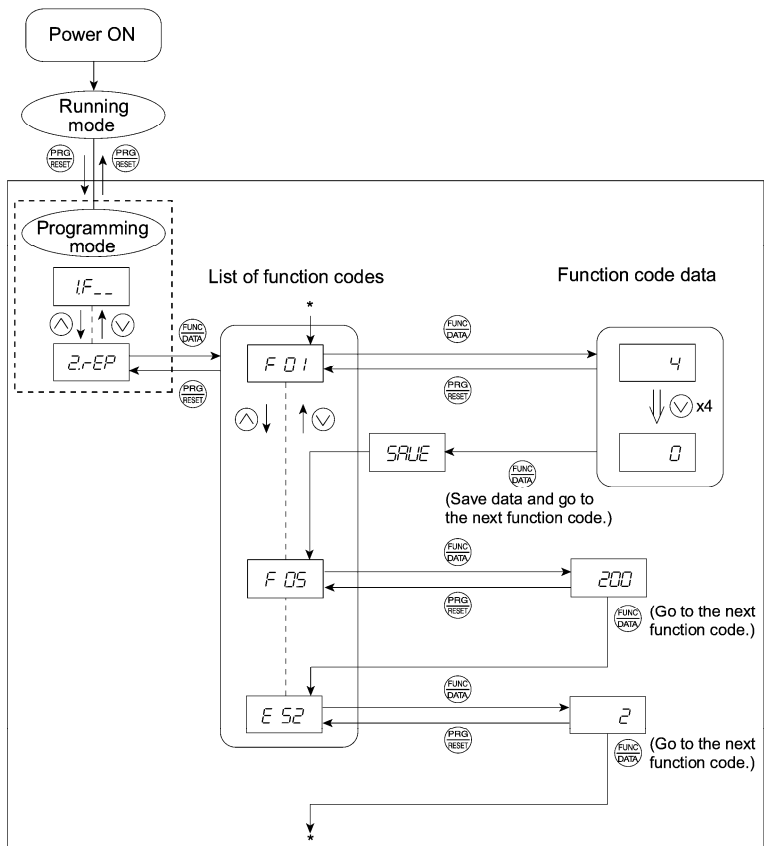 Power ON
Running
mode
PRG
RESET
PRG
RESET
Programming
mode
1.F__
2.rEP
List of function codes
Function code data
*
FUNC
DATA
PRG
RESET
F 01
FUNC
DATA
PRG
RESET
4
x4
0
SAVE
FUNC
DATA
(Save data and go to
the next function code.)
F 05
FUNC
DATA
PRG
RESET
200
FUNC
DATA
(Go to the next
function code.)
E 52
FUNC
DATA
PRG
RESET
2
FUNC
DATA
(Go to the next
function code.)
*